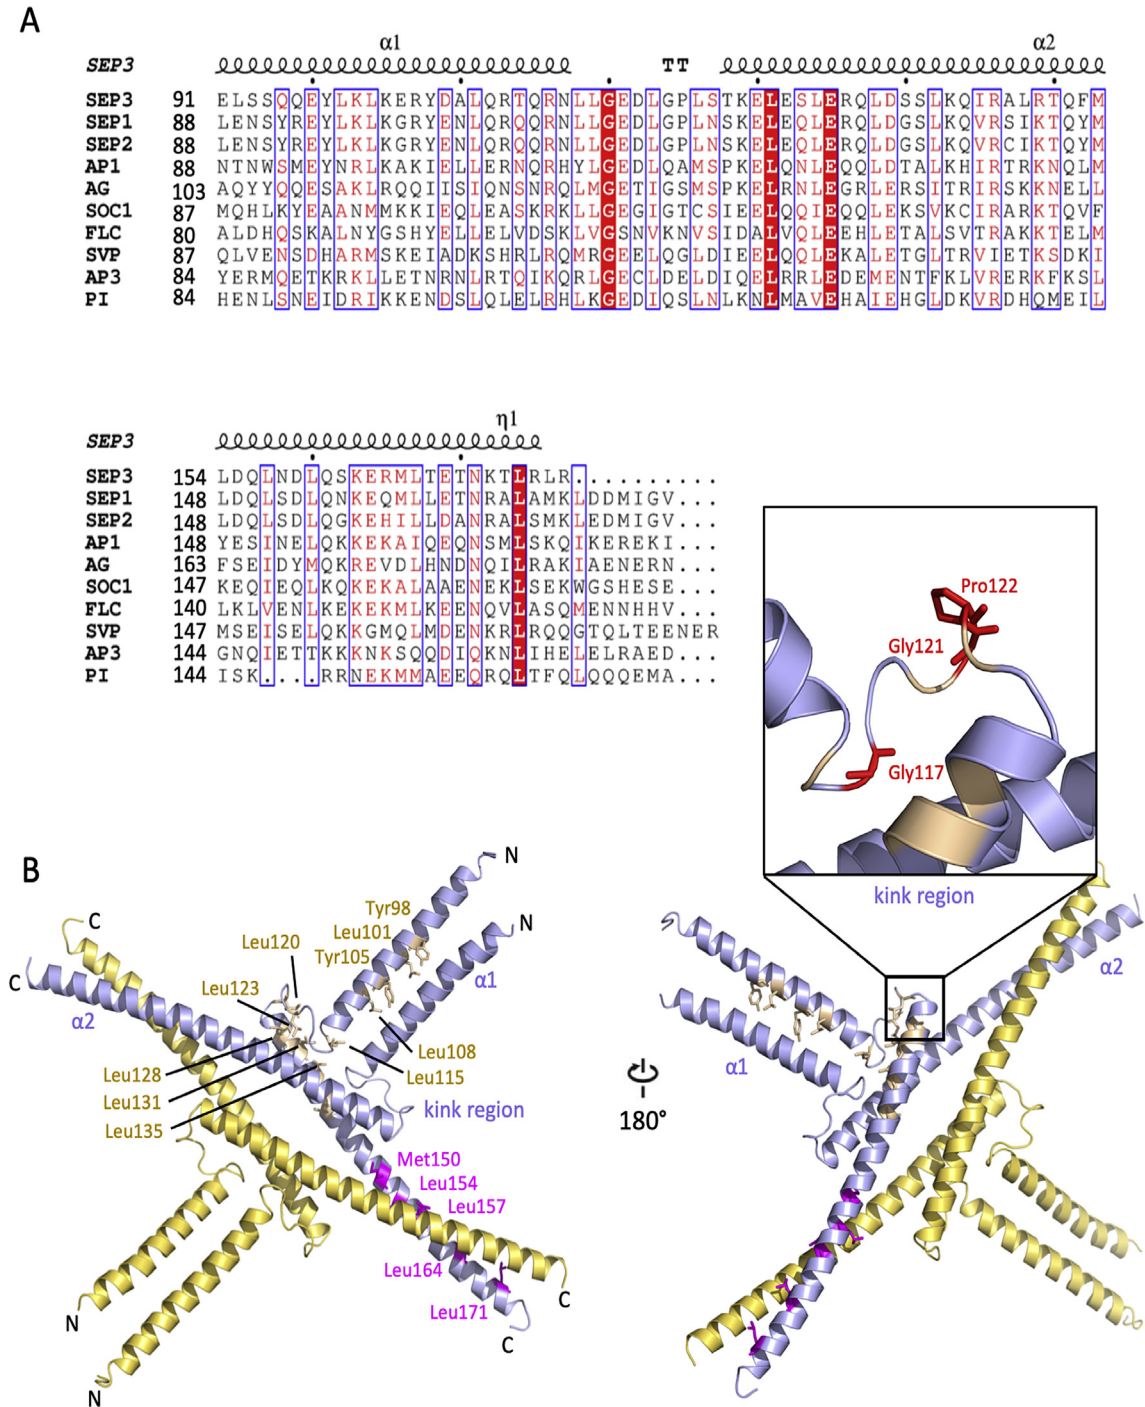 A
α1 α2
SEP3 TT
SEP3 91 ELSSQQEYLKLKERYDALQRTQRNLLGEDLGPLSTKELESLERQLDSSLKQIRALRTQFM
SEP1 88 LENSYREYLKLKGRYENLQRQQRNLLGEDLGPLNSKELEQLERQLDGSLKQVRSIKTQYM
SEP2 88 LENSYREYLKLKGRYENLQRQQRNLLGEDLGPLNSKELEQLERQLDGSLKQVRSIKTQYM
AP1 88 NTNWSMEYNRLKAKIELLERNQRHYLGEDLQAMSPKELQNLEQQLDTALKHIRTRKNQLM
AG 103 AQYYQQESAKLRQQIISIQNSNRQLMGETIGSMSPKELRNLEGRLERSITRIRSKKNELL
SOC1 87 MQHLKYEAANMMKKIEQLEASKRKLLGEGIGTCSIEELQQIEQQLEKSVKCIRARKTQVF
FLC 80 ALDHQSKALNYGSHYELLELVDSKLVGSNVKNVSIDALVQLEEHLETALSVTRAKKTELM
SVP 87 QLVENSDHARMSKEIADKSHRLRQMRGEELQGLDIEELQQLEKALETGLTRVIETKSDKI
AP3 84 YERMQETKRKLLETNRNLRTQIKQRLGECLDELDIQELRRLEDEMENTFKLVRERKFKSL
PI 84 HENLSNEIDRIKKENDSLQLELRHLKGEDIQSLNLKNLMAVEHAIEHGLDKVRDHQMEIL
η1
SEP3
SEP3 154 LDQLNDLQSKERMLTETNKTLRLR..........
SEP1 148 LDQLSDLQNKEQMLLETNRALAMKLDDMIGV...
SEP2 148 LDQLSDLQGKEHILLDANRALSMKLEDMIGV...
AP1 148 YESINELQKKEKAIQEQNSMLSKQIKEREKI...
AG 163 FSEIDYMQKREVDLHNDNQILRAKIAENERN...
SOC1 147 KEQIEQLKQKEKALAAENEKLSEKWGSHESE...
FLC 140 LKLVENLKEKEKMLKEENQVLASQMENNHHV...
SVP 147 MSEISELQKKGMQLMDENKRLRQQGTQLTEENER
AP3 144 GNQIETTKKKNKSQQDIQKNLIHELELRAED...
PI 144 ISK....RRNEKMMAEEQRQLTFQLQQQEMA...
Pro122
Gly121
Gly117
kink region
B
N
C
Tyr98
Leu101
Tyr105
Leu120
N
C
α2
Leu123
α1
Leu128
Leu131
Leu135
Leu108
Leu115
kink region
Met150
Leu154
Leu157
Leu164
Leu171
N
N
C
C
180°
α1
α2